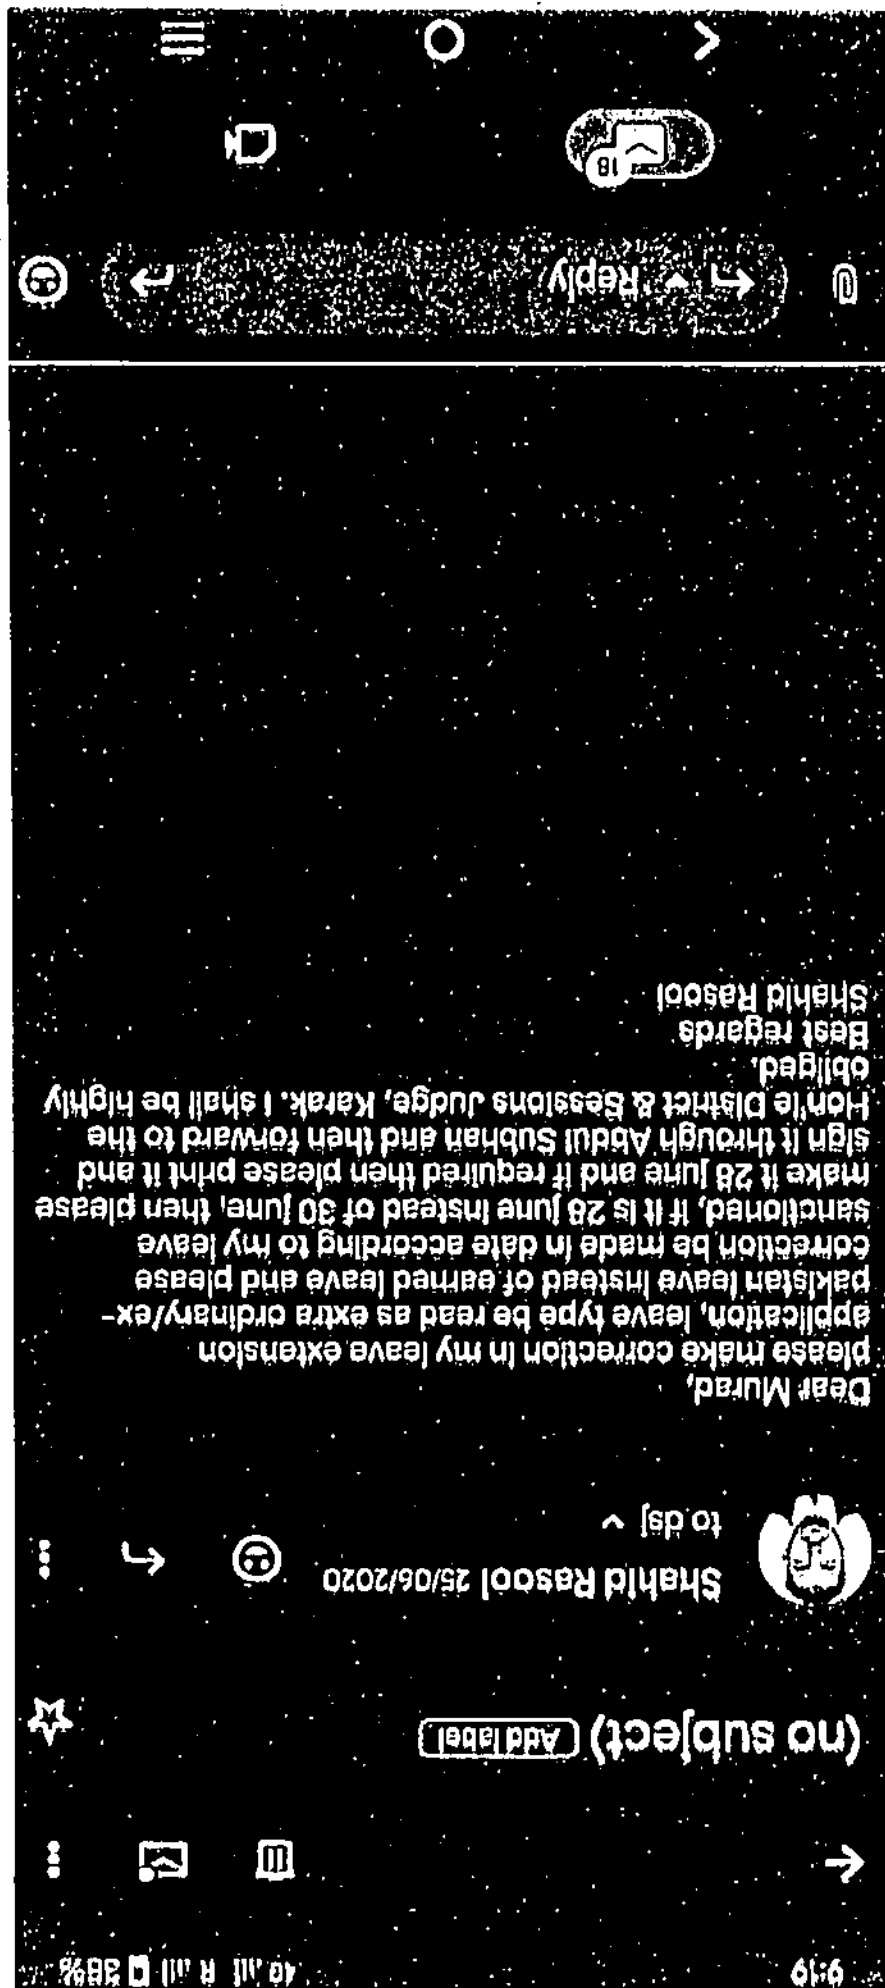 9:19 4G R 38%
(no subject) Add label
Shahid Rasool 25/06/2020
to dsj
Dear Murad,
please make correction in my leave extension
application, leave type be read as extra ordinary/ex-
pakistan leave instead of earned leave and please
correction be made in date according to my leave
sanctioned, if it is 28 june instead of 30 june, then please
make it 28 june and if required then please print it and
sign it through Abdul Subhan and then forward to the
Hon'le District & Sessions Judge, Karak. I shall be highly
obliged.
Best regards
Shahid Rasool
Reply
18